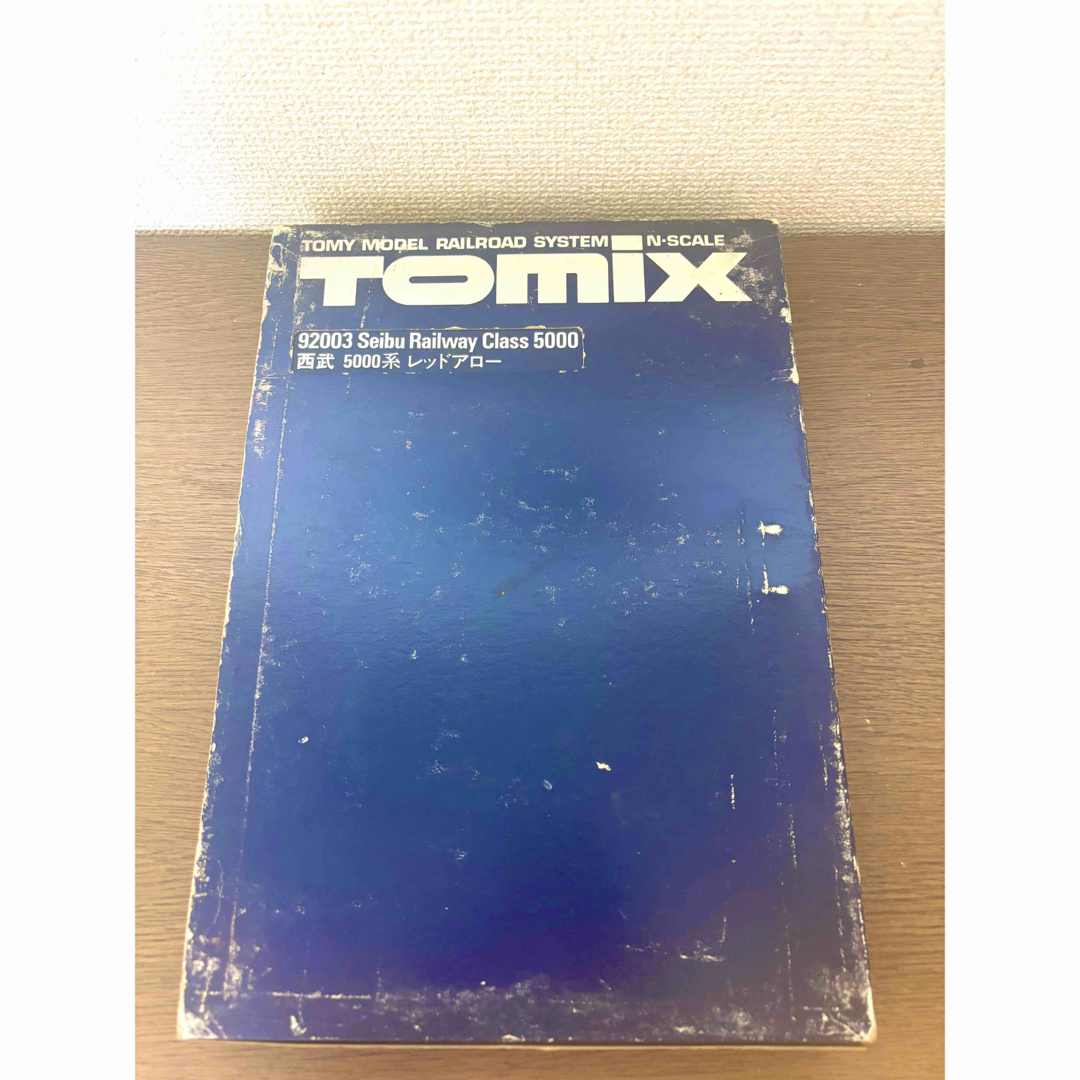 TOMY MODEL RAILROAD SYSTEM N·SCALE
TOMIX
92003 Seibu Railway Class 5000
西武 5000系 レッドアロー